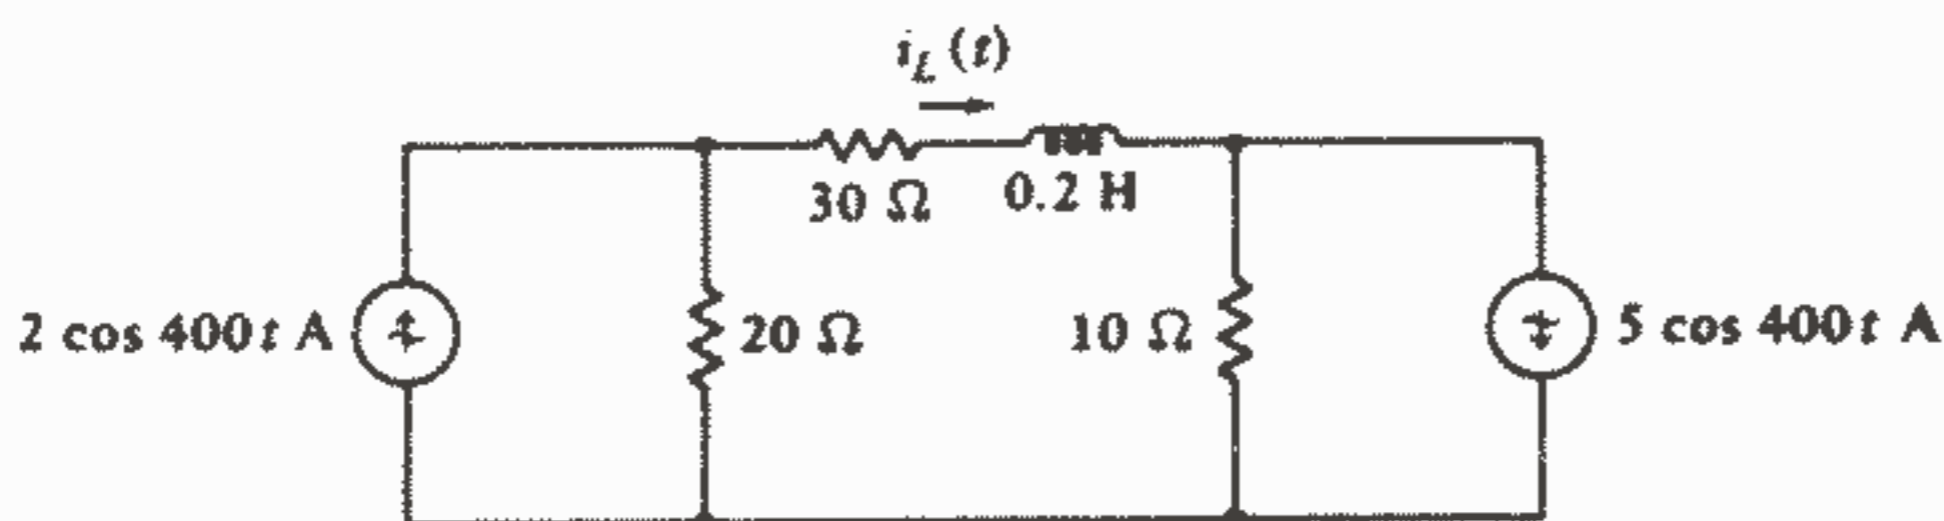 i_L (t)
30 Ω
0.2 H
2 cos 400t A
20 Ω
10 Ω
5 cos 400t A